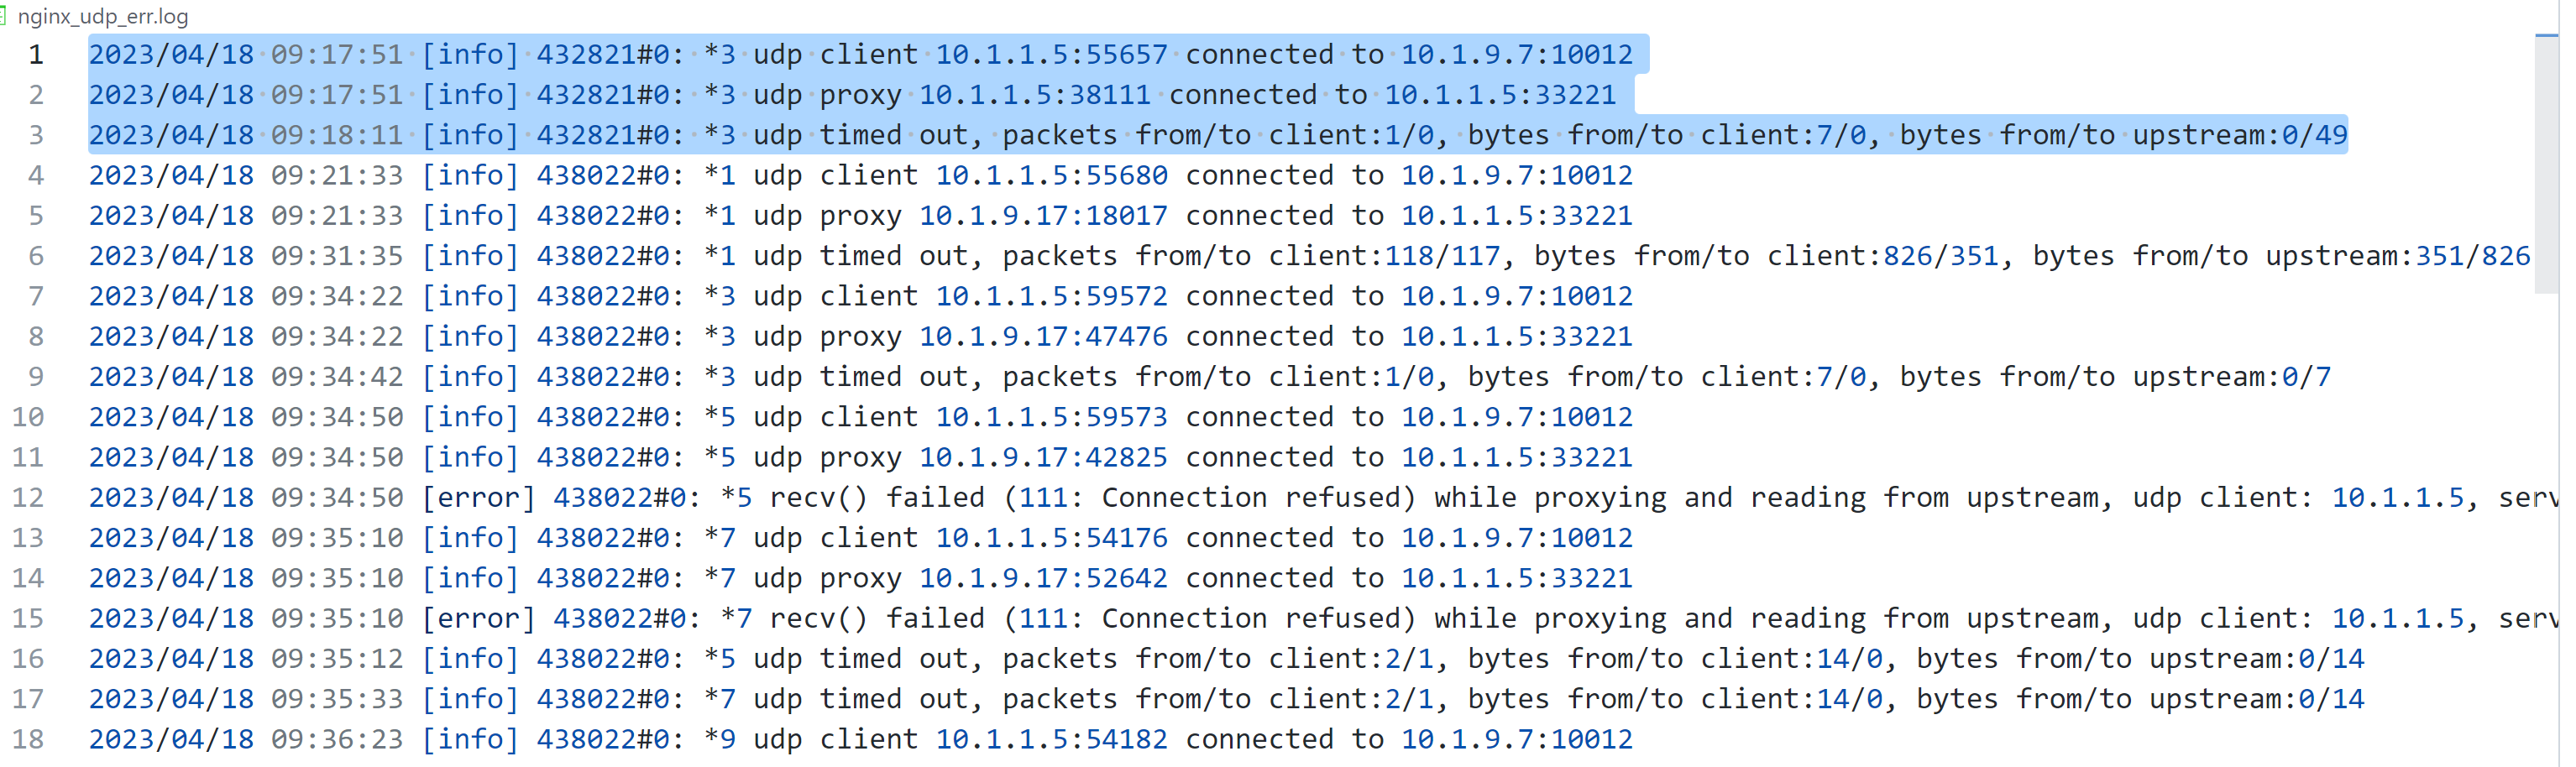 nginx_udp_err.log
1 2023/04/18 09:17:51 [info] 432821#0: *3 udp client 10.1.1.5:55657 connected to 10.1.9.7:10012
2 2023/04/18 09:17:51 [info] 432821#0: *3 udp proxy 10.1.1.5:38111 connected to 10.1.1.5:33221
3 2023/04/18 09:18:11 [info] 432821#0: *3 udp timed out, packets from/to client:1/0, bytes from/to client:7/0, bytes from/to upstream:0/49
4 2023/04/18 09:21:33 [info] 438022#0: *1 udp client 10.1.1.5:55680 connected to 10.1.9.7:10012
5 2023/04/18 09:21:33 [info] 438022#0: *1 udp proxy 10.1.9.17:18017 connected to 10.1.1.5:33221
6 2023/04/18 09:31:35 [info] 438022#0: *1 udp timed out, packets from/to client:118/117, bytes from/to client:826/351, bytes from/to upstream:351/826
7 2023/04/18 09:34:22 [info] 438022#0: *3 udp client 10.1.1.5:59572 connected to 10.1.9.7:10012
8 2023/04/18 09:34:22 [info] 438022#0: *3 udp proxy 10.1.9.17:47476 connected to 10.1.1.5:33221
9 2023/04/18 09:34:42 [info] 438022#0: *3 udp timed out, packets from/to client:1/0, bytes from/to client:7/0, bytes from/to upstream:0/7
10 2023/04/18 09:34:50 [info] 438022#0: *5 udp client 10.1.1.5:59573 connected to 10.1.9.7:10012
11 2023/04/18 09:34:50 [info] 438022#0: *5 udp proxy 10.1.9.17:42825 connected to 10.1.1.5:33221
12 2023/04/18 09:34:50 [error] 438022#0: *5 recv() failed (111: Connection refused) while proxying and reading from upstream, udp client: 10.1.1.5, serv
13 2023/04/18 09:35:10 [info] 438022#0: *7 udp client 10.1.1.5:54176 connected to 10.1.9.7:10012
14 2023/04/18 09:35:10 [info] 438022#0: *7 udp proxy 10.1.9.17:52642 connected to 10.1.1.5:33221
15 2023/04/18 09:35:10 [error] 438022#0: *7 recv() failed (111: Connection refused) while proxying and reading from upstream, udp client: 10.1.1.5, serv
16 2023/04/18 09:35:12 [info] 438022#0: *5 udp timed out, packets from/to client:2/1, bytes from/to client:14/0, bytes from/to upstream:0/14
17 2023/04/18 09:35:33 [info] 438022#0: *7 udp timed out, packets from/to client:2/1, bytes from/to client:14/0, bytes from/to upstream:0/14
18 2023/04/18 09:36:23 [info] 438022#0: *9 udp client 10.1.1.5:54182 connected to 10.1.9.7:10012